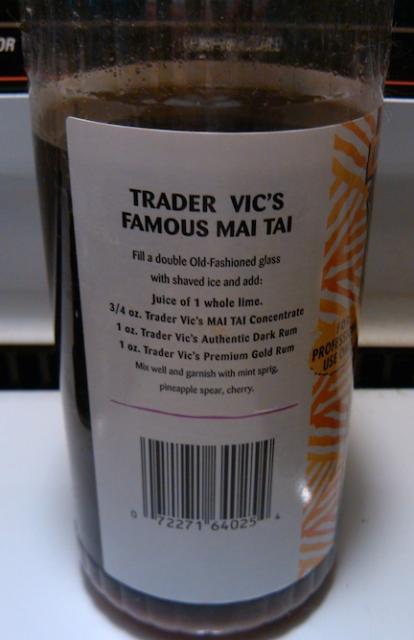 TRADER VIC'S
FAMOUS MAI TAI
Fill a double Old-Fashioned glass
with shaved ice and add:
Juice of 1 whole lime.
3/4 oz. Trader Vic's MAI TAI Concentrate
1 oz. Trader Vic's Authentic Dark Rum
1 oz. Trader Vic's Premium Gold Rum
Mix well and garnish with mint sprig,
pineapple spear, cherry.
0 72271 64025 4
FOR
USE